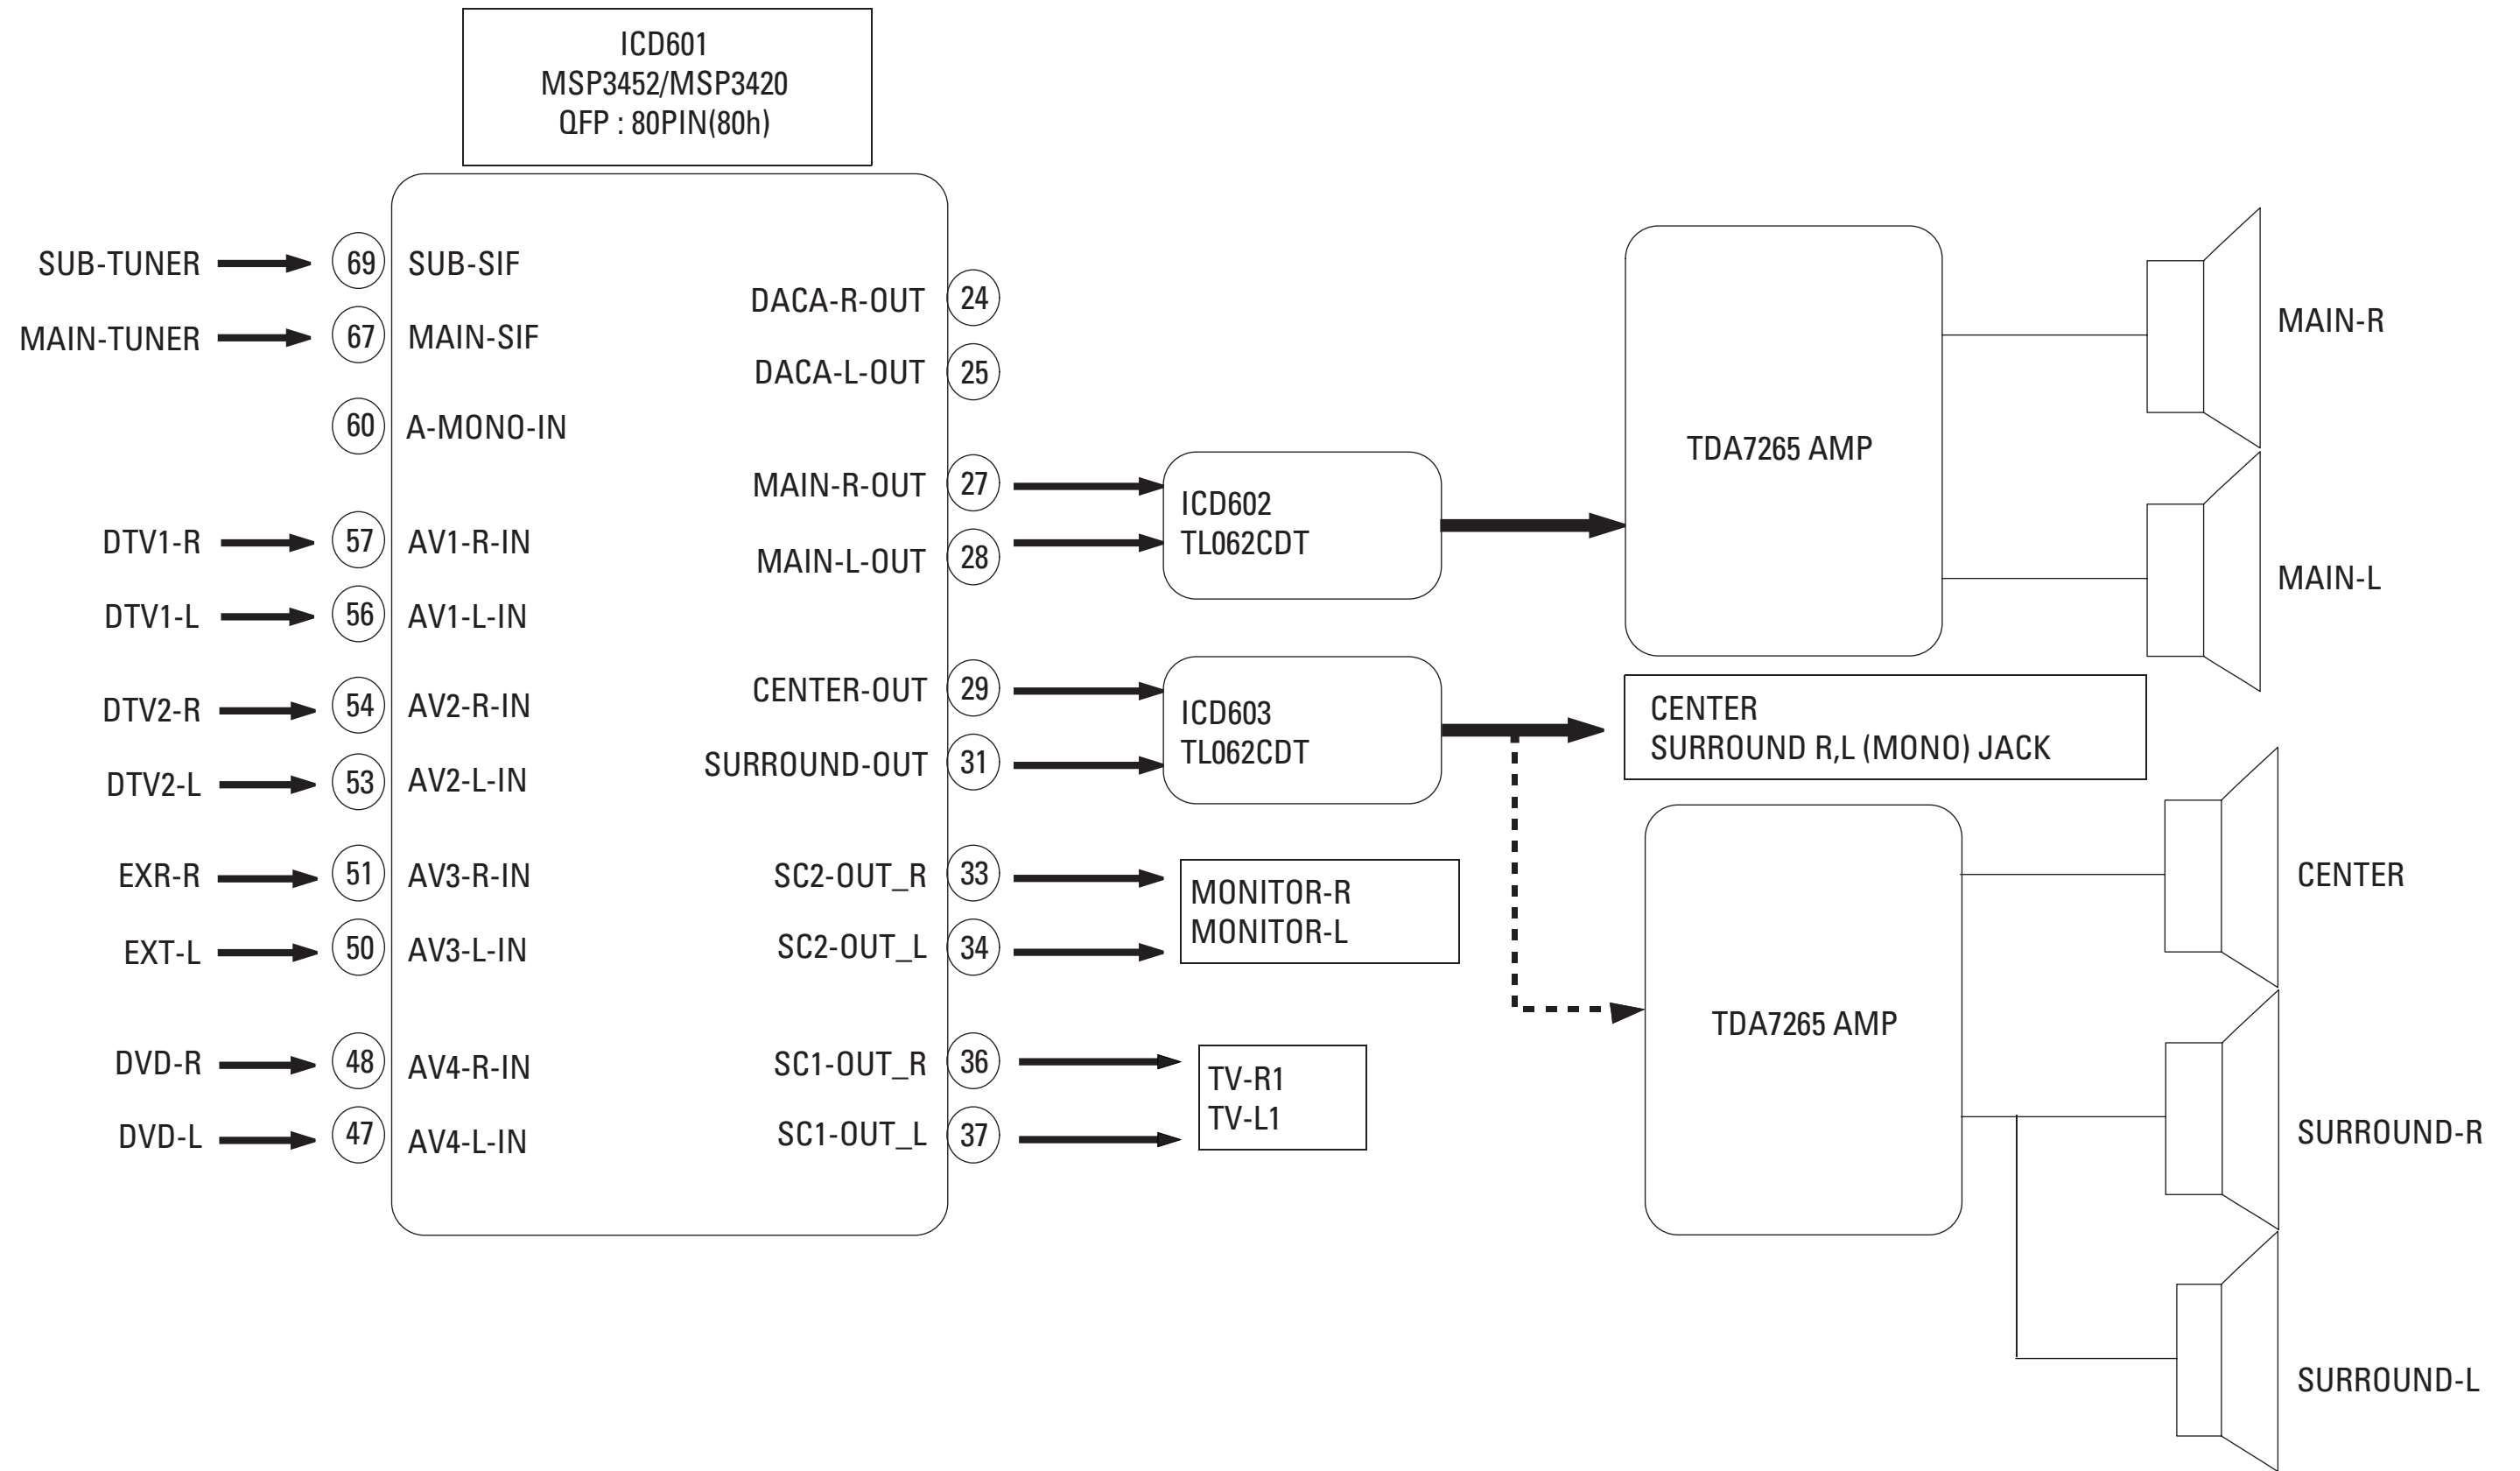 ICD601
MSP3452/MSP3420
QFP : 80PIN(80h)
SUB-TUNER
69
SUB-SIF
MAIN-TUNER
67
MAIN-SIF
60
A-MONO-IN
DTV1-R
57
AV1-R-IN
DTV1-L
56
AV1-L-IN
DTV2-R
54
AV2-R-IN
DTV2-L
53
AV2-L-IN
EXR-R
51
AV3-R-IN
EXT-L
50
AV3-L-IN
DVD-R
48
AV4-R-IN
DVD-L
47
AV4-L-IN
DACA-R-OUT
24
DACA-L-OUT
25
MAIN-R-OUT
27
MAIN-L-OUT
28
CENTER-OUT
29
SURROUND-OUT
31
SC2-OUT_R
33
SC2-OUT_L
34
SC1-OUT_R
36
SC1-OUT_L
37
ICD602
TL062CDT
ICD603
TL062CDT
MONITOR-R
MONITOR-L
TV-R1
TV-L1
TDA7265 AMP
CENTER
SURROUND R,L (MONO) JACK
TDA7265 AMP
MAIN-R
MAIN-L
CENTER
SURROUND-R
SURROUND-L